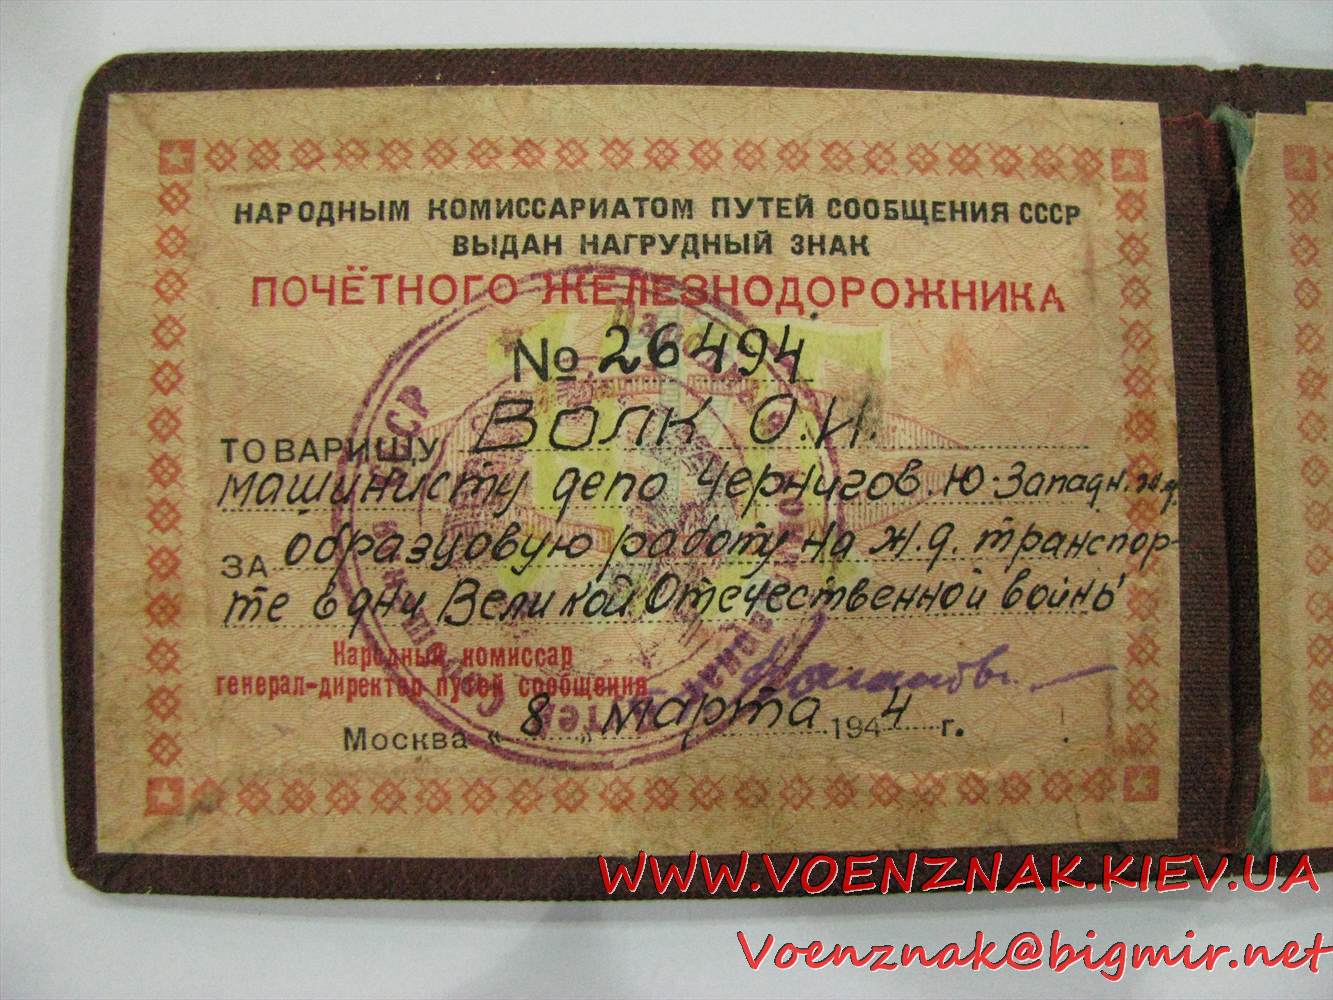 НАРОДНЫМ КОМИССАРИАТОМ ПУТЕЙ СООБЩЕНИЯ СССР
ВЫДАН НАГРУДНЫЙ ЗНАК
ПОЧЁТНОГО ЖЕЛЕЗНОДОРОЖНИКА
№ 26494
ТОВАРИЩУ Волк О.И.
машинисту депо Чернигов. Ю-Западн. ж.д.
ЗА образцовую работу на ж.д. транспор-
те в дни Великой Отечественной войны
Народный комиссар
генерал-директор путей сообщения
Москва „8„ марта 1944 г.
WWW.VOENZNAK.KIEV.UA
Voenznak@bigmir.net